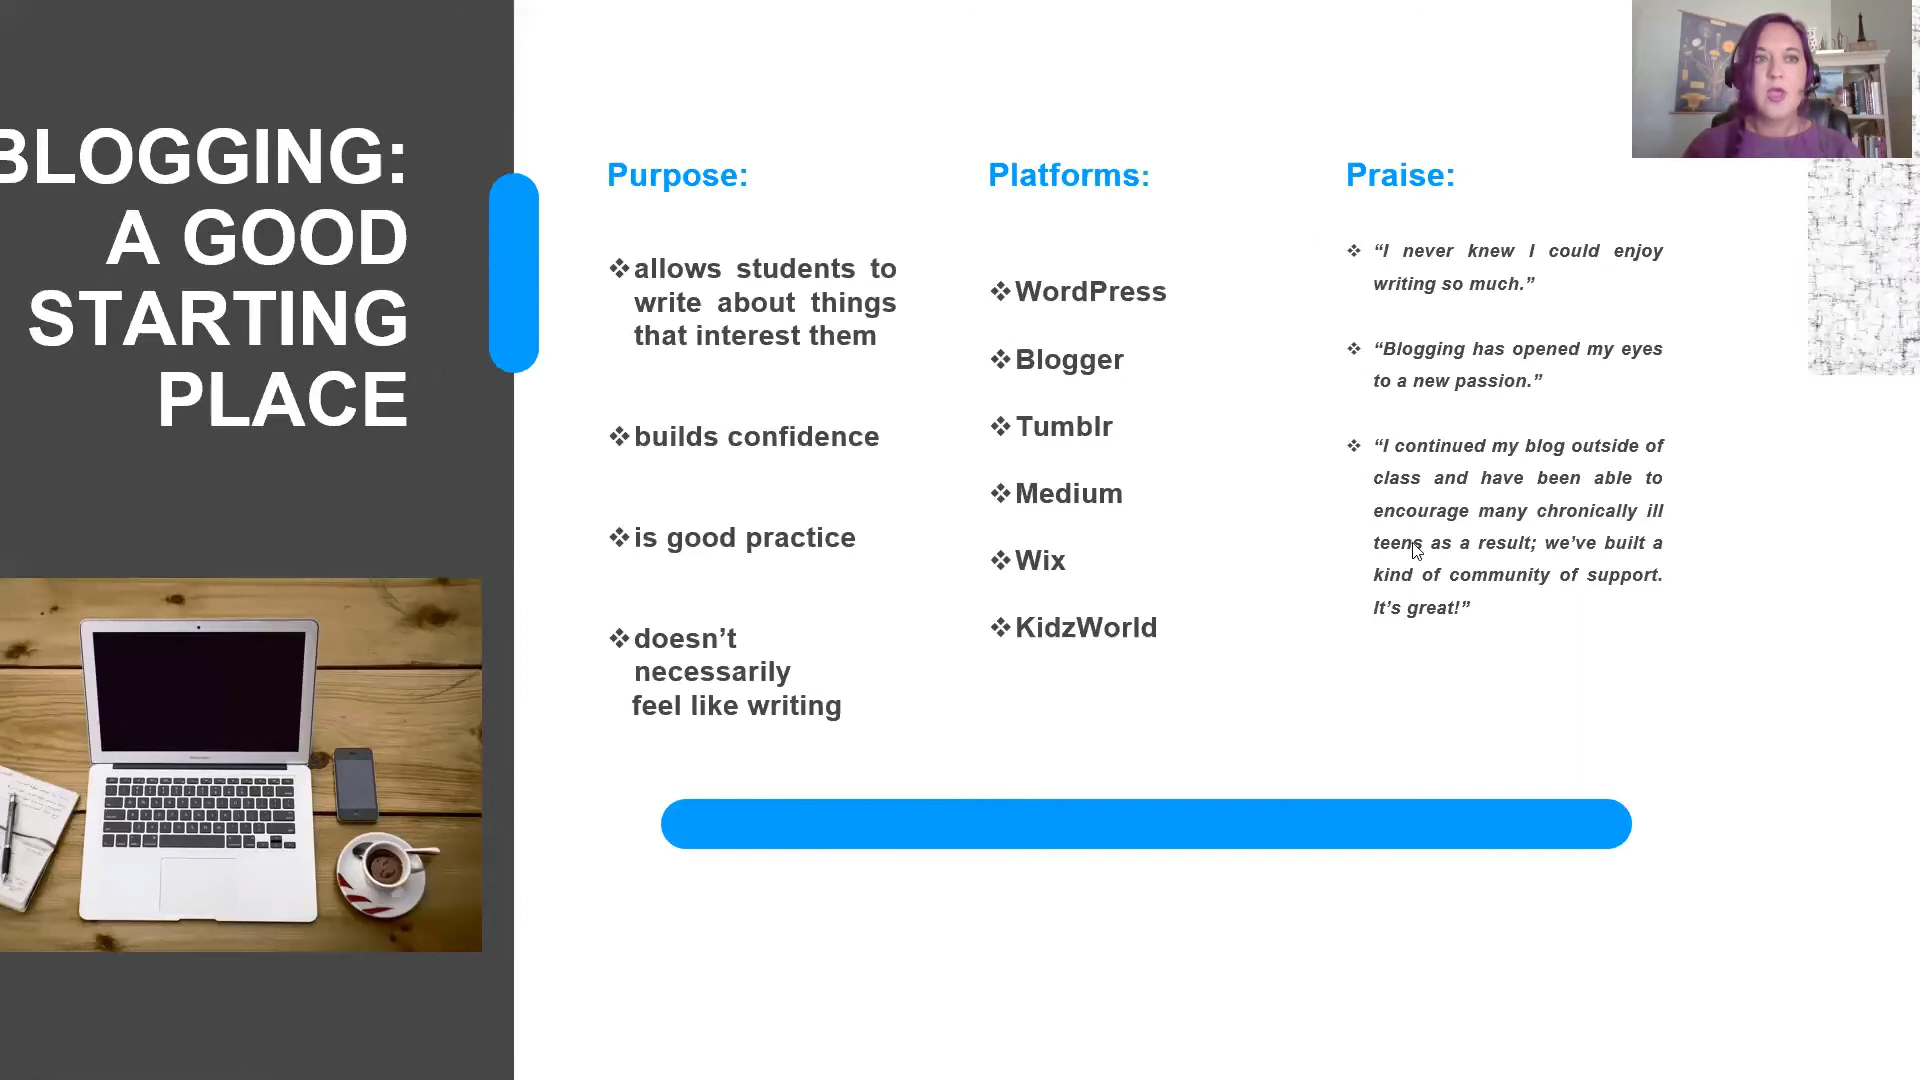 BLOGGING:
A GOOD
STARTING
PLACE
Purpose:
❖allows students to
write about things
that interest them
❖builds confidence
❖is good practice
❖doesn’t
necessarily
feel like writing
Platforms:
❖WordPress
❖Blogger
❖Tumblr
❖Medium
❖Wix
❖KidzWorld
Praise:
❖ “I never knew I could enjoy
writing so much.”
❖ “Blogging has opened my eyes
to a new passion.”
❖ “I continued my blog outside of
class and have been able to
encourage many chronically ill
teens as a result; we’ve built a
kind of community of support.
It’s great!”